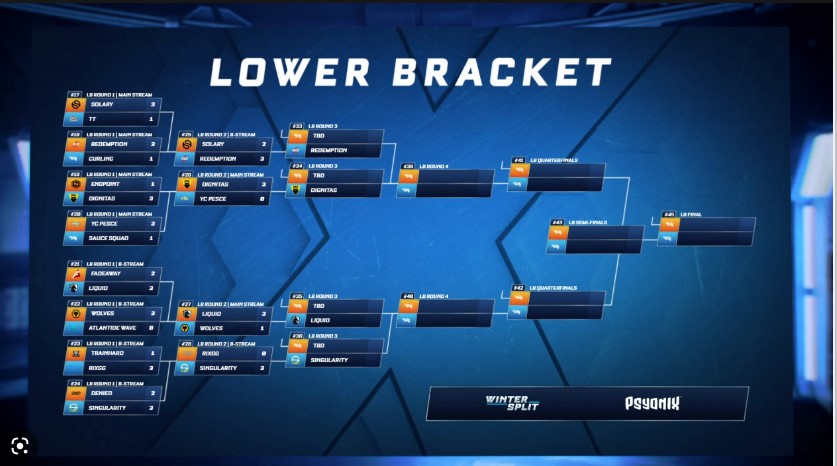 LOWER BRACKET
#17 LB ROUND 1 | MAIN STREAM
SOLARY 3
TT 1
#18 LB ROUND 1 | MAIN STREAM
REDEMPTION 3
CURLING 1
#19 LB ROUND 1 | MAIN STREAM
ENDPOINT 1
DIGNITAS 3
#20 LB ROUND 1 | MAIN STREAM
YC PESCE 3
SAUCE SQUAD 1
#21 LB ROUND 1 | B-STREAM
FADEAWAY 2
LIQUID 3
#22 LB ROUND 1 | B-STREAM
WOLVES 3
ATLANTIDE WAVE 0
#23 LB ROUND 1 | B-STREAM
TRAINHARD 1
RIXGG 3
#24 LB ROUND 1 | B-STREAM
DENIED 2
SINGULARITY 3
#25 LB ROUND 2 | B-STREAM
SOLARY 2
REDEMPTION 3
#26 LB ROUND 2 | MAIN STREAM
DIGNITAS 3
YC PESCE 0
#27 LB ROUND 2 | MAIN STREAM
LIQUID 3
WOLVES 1
#28 LB ROUND 2 | B-STREAM
RIXGG 0
SINGULARITY 3
#33 LB ROUND 3
TBD
REDEMPTION
#34 LB ROUND 3
TBD
DIGNITAS
#35 LB ROUND 3
TBD
LIQUID
#36 LB ROUND 3
TBD
SINGULARITY
#39 LB ROUND 4
#40 LB ROUND 4
#41 LB QUARTERFINALS
#42 LB QUARTERFINALS
#43 LB SEMI-FINALS
#45 LB FINAL
WINTER SPLIT
PSYONIX